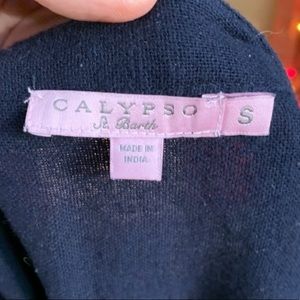 CALYPSO S
St. Barth
MADE IN
INDIA